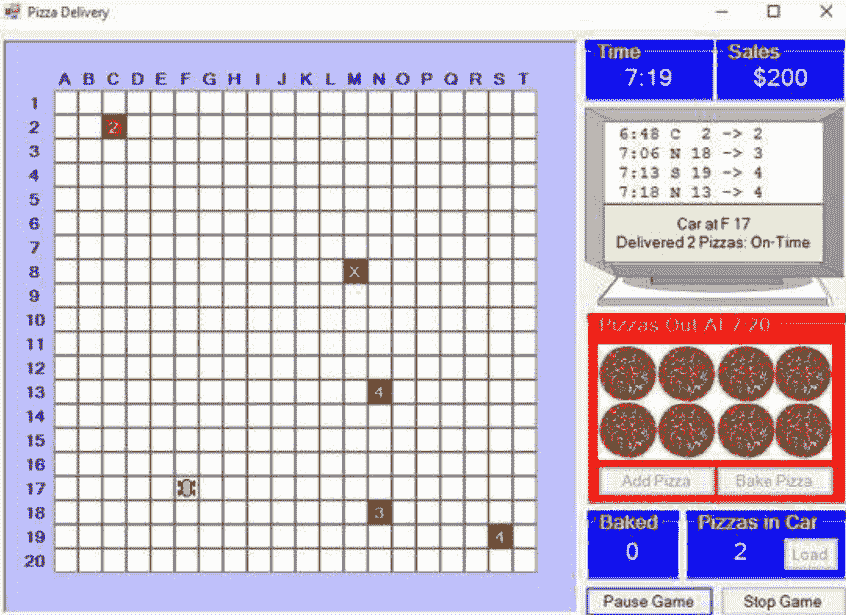 Pizza Delivery
A B C D E F G H I J K L M N O P Q R S T
1
2 2
3
4
5
6
7
8 X
9
10
11
12
13 4
14
15
16
17
18 3
19 4
20
Time
7:19
Sales
$200
6:48 C 2 -> 2
7:06 N 18 -> 3
7:13 S 19 -> 4
7:18 N 13 -> 4
Car at F 17
Delivered 2 Pizzas: On-Time
Pizzas Out At 7:20
Add Pizza Bake Pizza
Baked
0
Pizzas in Car
2 Load
Pause Game Stop Game